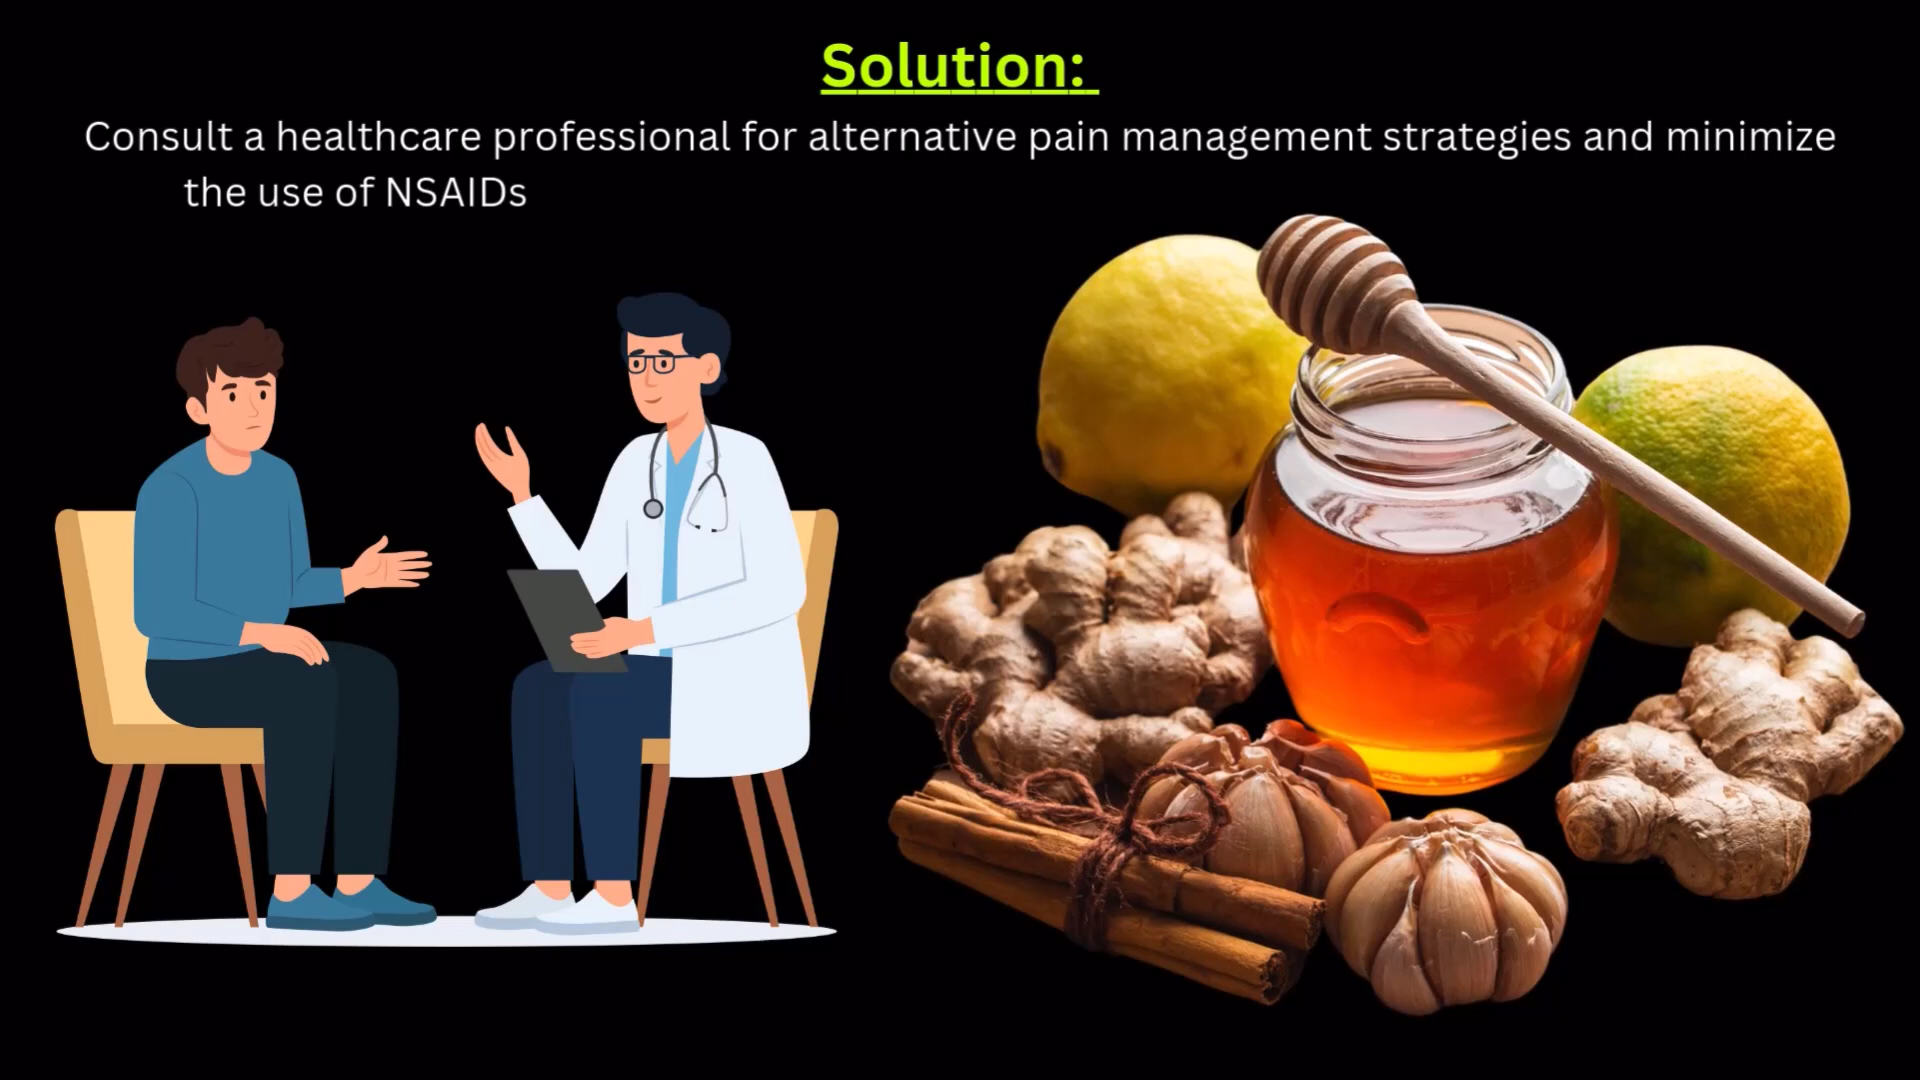 Solution:
Consult a healthcare professional for alternative pain management strategies and minimize
the use of NSAIDs